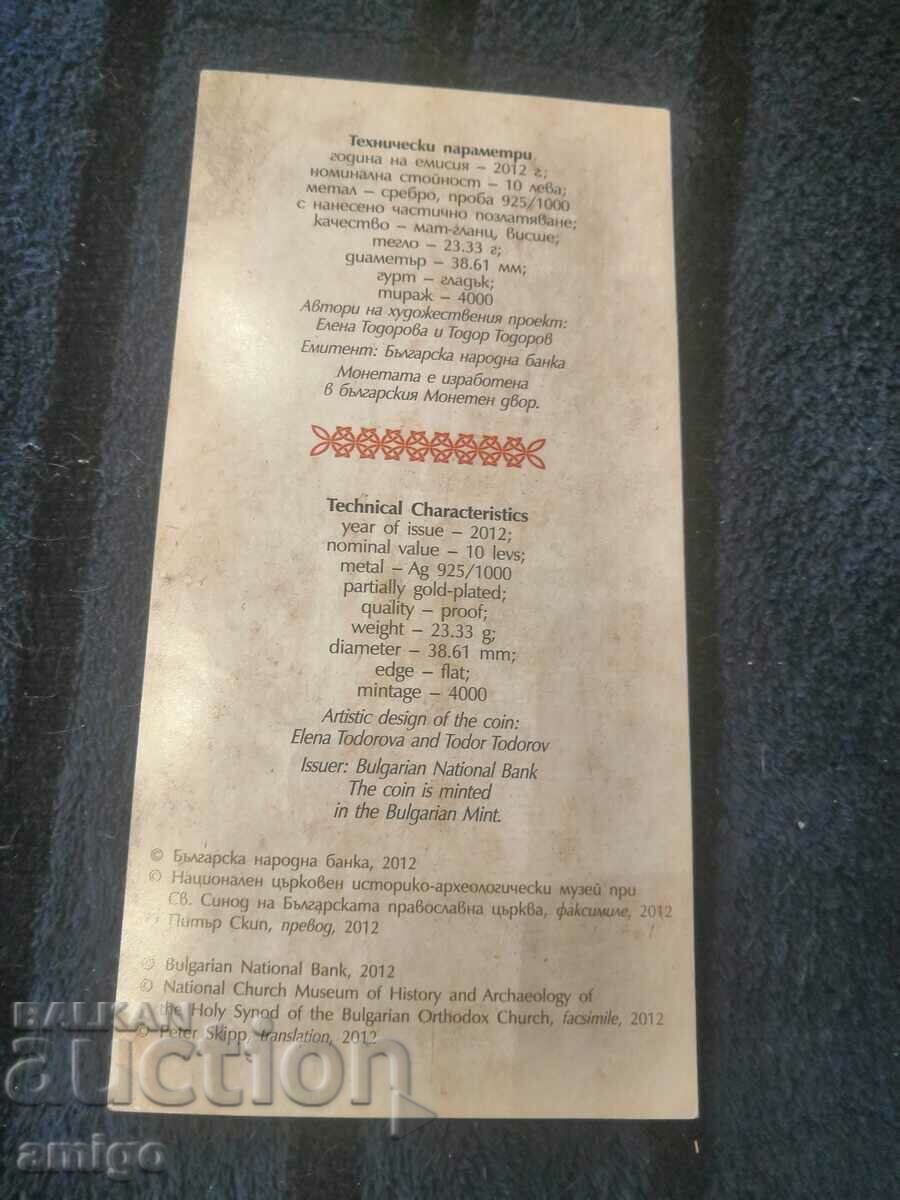 Технически параметри
година на емисия – 2012 г.;
номинална стойност – 10 лева;
метал – сребро, проба 925/1000
с нанесено частично позлатяване;
качество – мат-гланц, висше;
тегло – 23.33 г;
диаметър – 38.61 мм;
гурт – гладък;
тираж – 4000
Автори на художествения проект:
Елена Тодорова и Тодор Тодоров
Емитент: Българска народна банка
Монетата е изработена
в българския Монетен двор.
Technical Characteristics
year of issue – 2012;
nominal value – 10 levs;
metal – Ag 925/1000
partially gold-plated;
quality – proof;
weight – 23.33 g;
diameter – 38.61 mm;
edge – flat;
mintage – 4000
Artistic design of the coin:
Elena Todorova and Todor Todorov
Issuer: Bulgarian National Bank
The coin is minted
in the Bulgarian Mint.
© Българска народна банка, 2012
© Национален църковен историко-археологически музей при
Св. Синод на Българската православна църква, факсимиле, 2012
© Питър Скип, превод, 2012
© Bulgarian National Bank, 2012
© National Church Museum of History and Archaeology of
the Holy Synod of the Bulgarian Orthodox Church, facsimile, 2012
© Peter Skipp, translation, 2012
BALKAN
auction
amigo